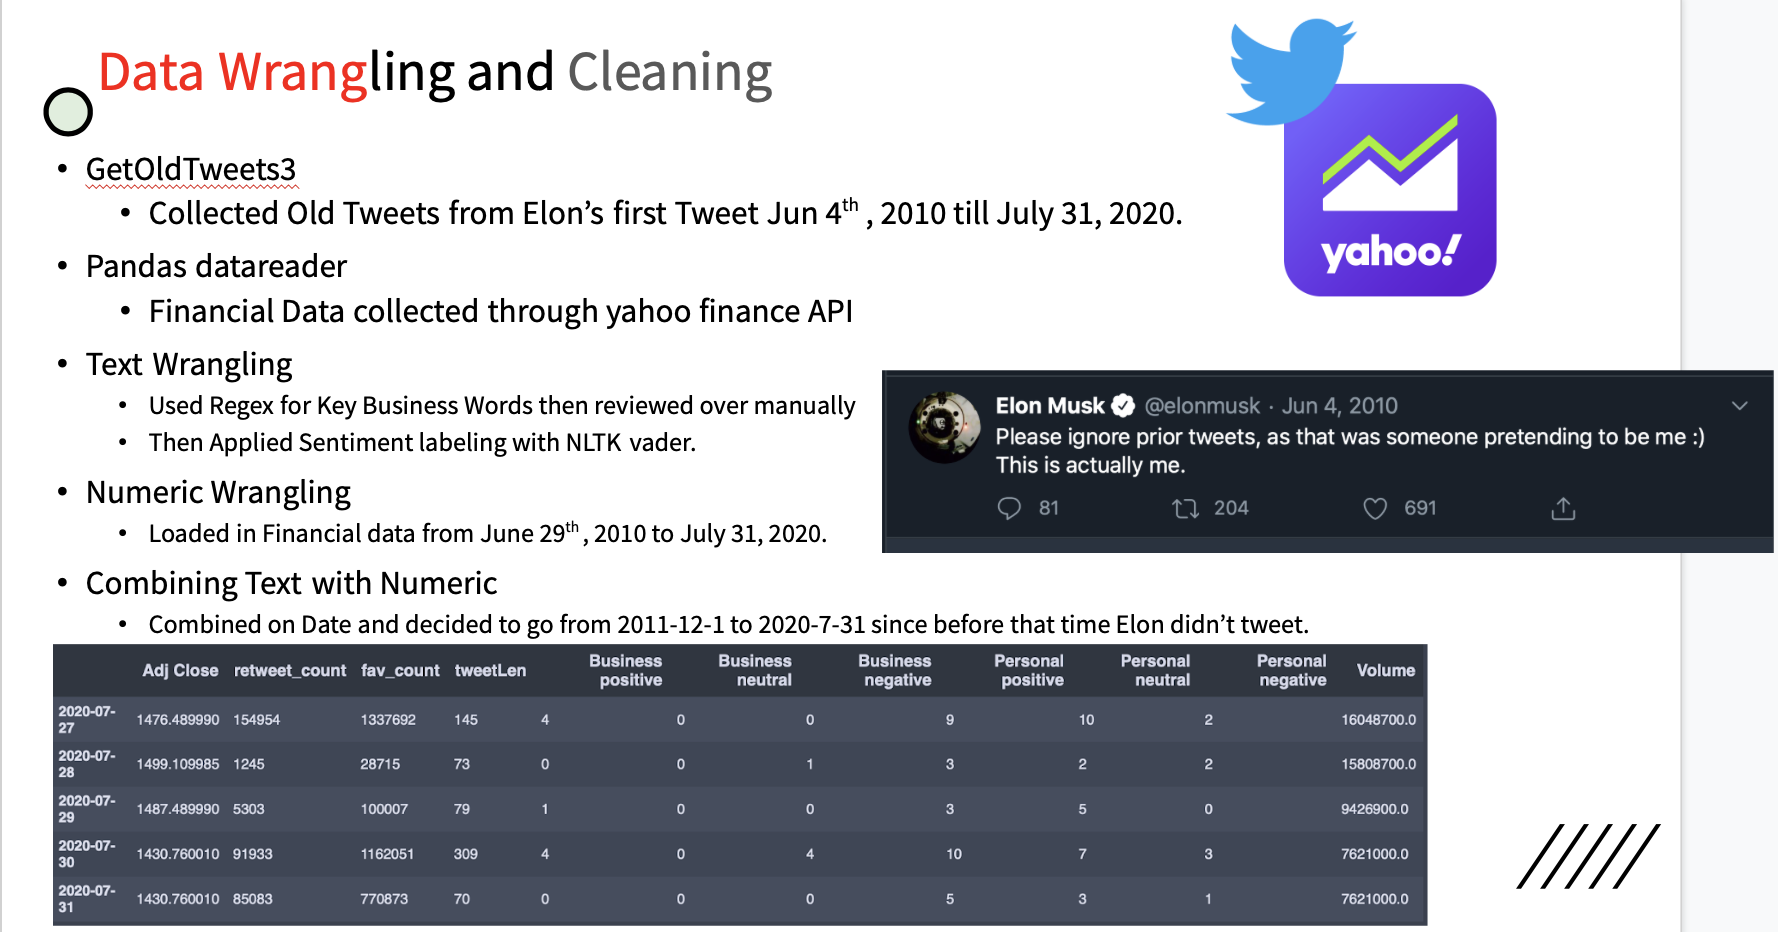 Data Wrangling and Cleaning
yahoo!
• GetOldTweets3
• Collected Old Tweets from Elon's first Tweet Jun 4th , 2010 till July 31, 2020.
• Pandas datareader
• Financial Data collected through yahoo finance API
• Text Wrangling
• Used Regex for Key Business Words then reviewed over manually
• Then Applied Sentiment labeling with NLTK vader.
• Numeric Wrangling
• Loaded in Financial data from June 29th , 2010 to July 31, 2020.
• Combining Text with Numeric
• Combined on Date and decided to go from 2011-12-1 to 2020-7-31 since before that time Elon didn't tweet.
Elon Musk @elonmusk · Jun 4, 2010
Please ignore prior tweets, as that was someone pretending to be me :)
This is actually me.
81 204 691
Adj Close retweet_count fav_count tweetLen Business positive Business neutral Business negative Personal positive Personal neutral Personal negative Volume
2020-07-27 1476.489990 154954 1337692 145 4 0 0 9 10 2 16048700.0
2020-07-28 1499.109985 1245 28715 73 0 0 1 3 2 2 15808700.0
2020-07-29 1487.489990 5303 100007 79 1 0 0 3 5 0 9426900.0
2020-07-30 1430.760010 91933 1162051 309 4 0 4 10 7 3 7621000.0
2020-07-31 1430.760010 85083 770873 70 0 0 0 5 3 1 7621000.0